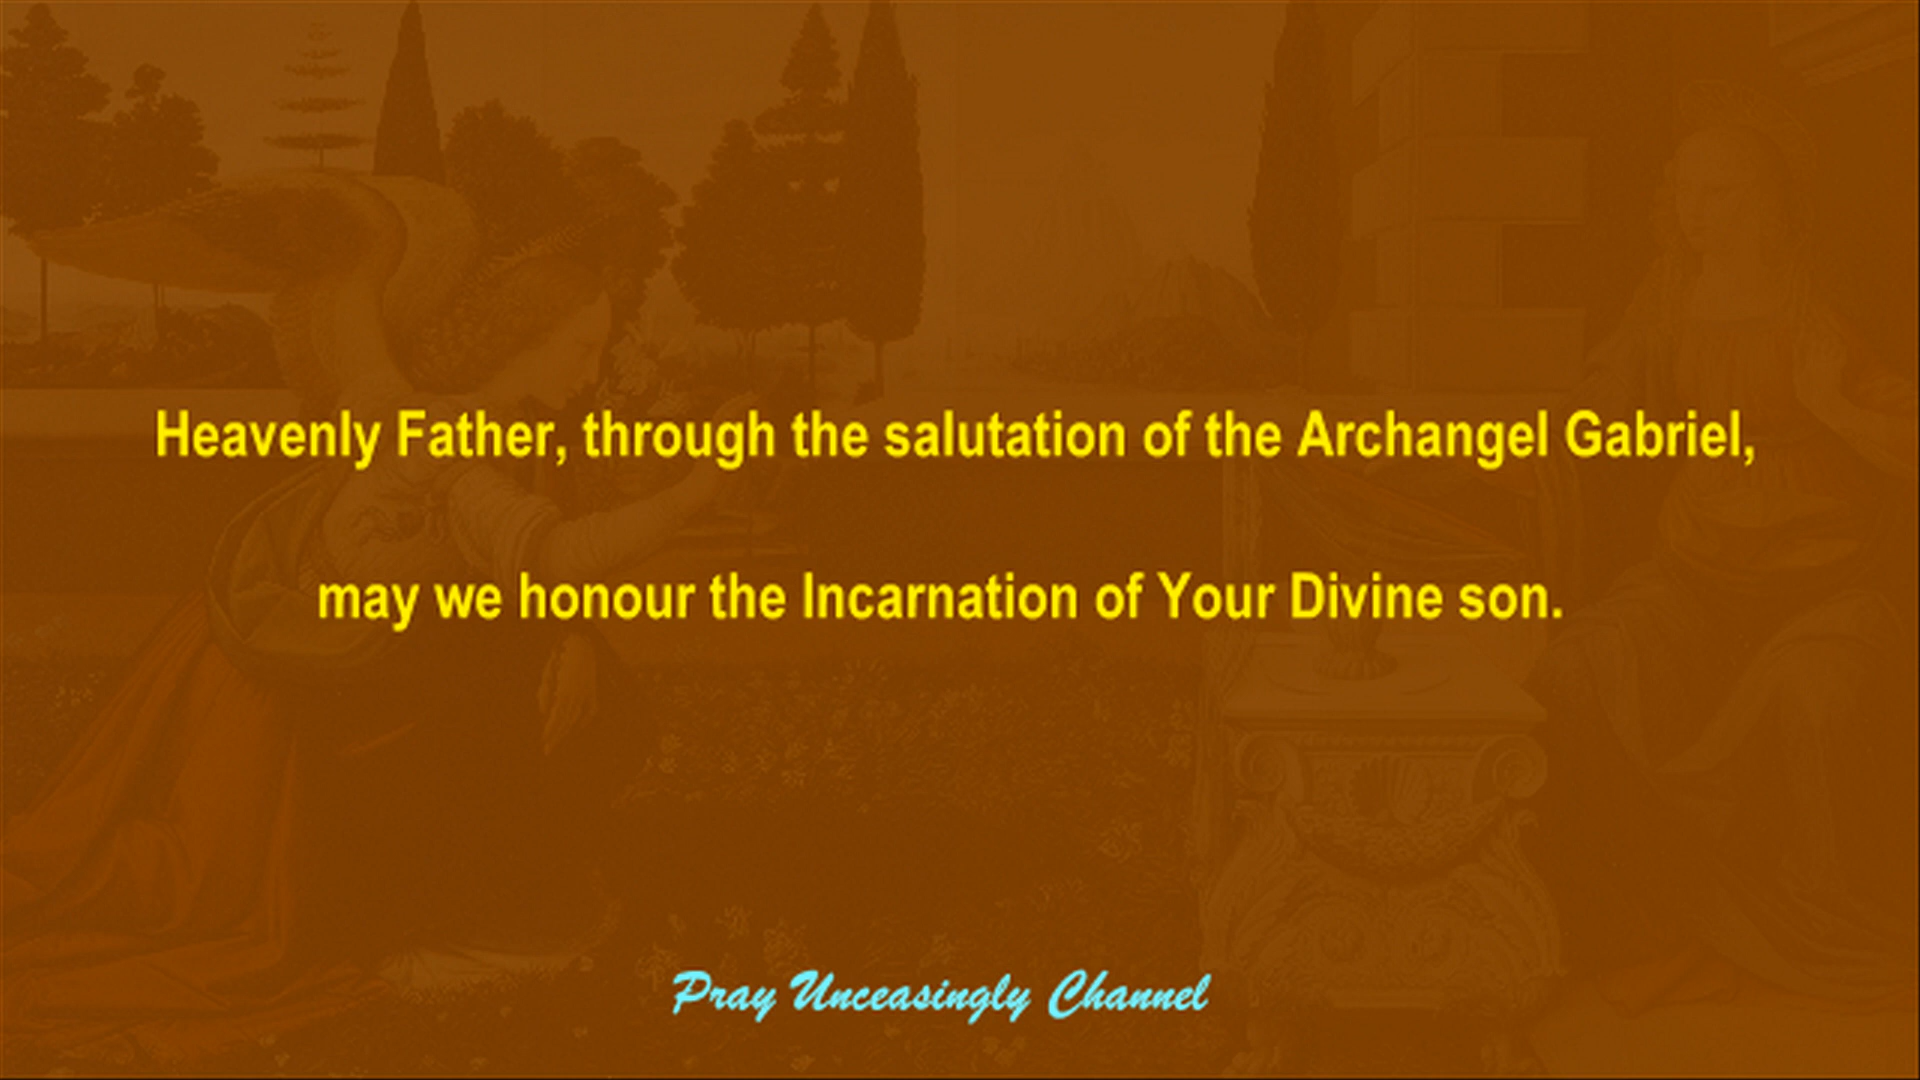 Heavenly Father, through the salutation of the Archangel Gabriel,
may we honour the Incarnation of Your Divine son.
Pray Unceasingly Channel